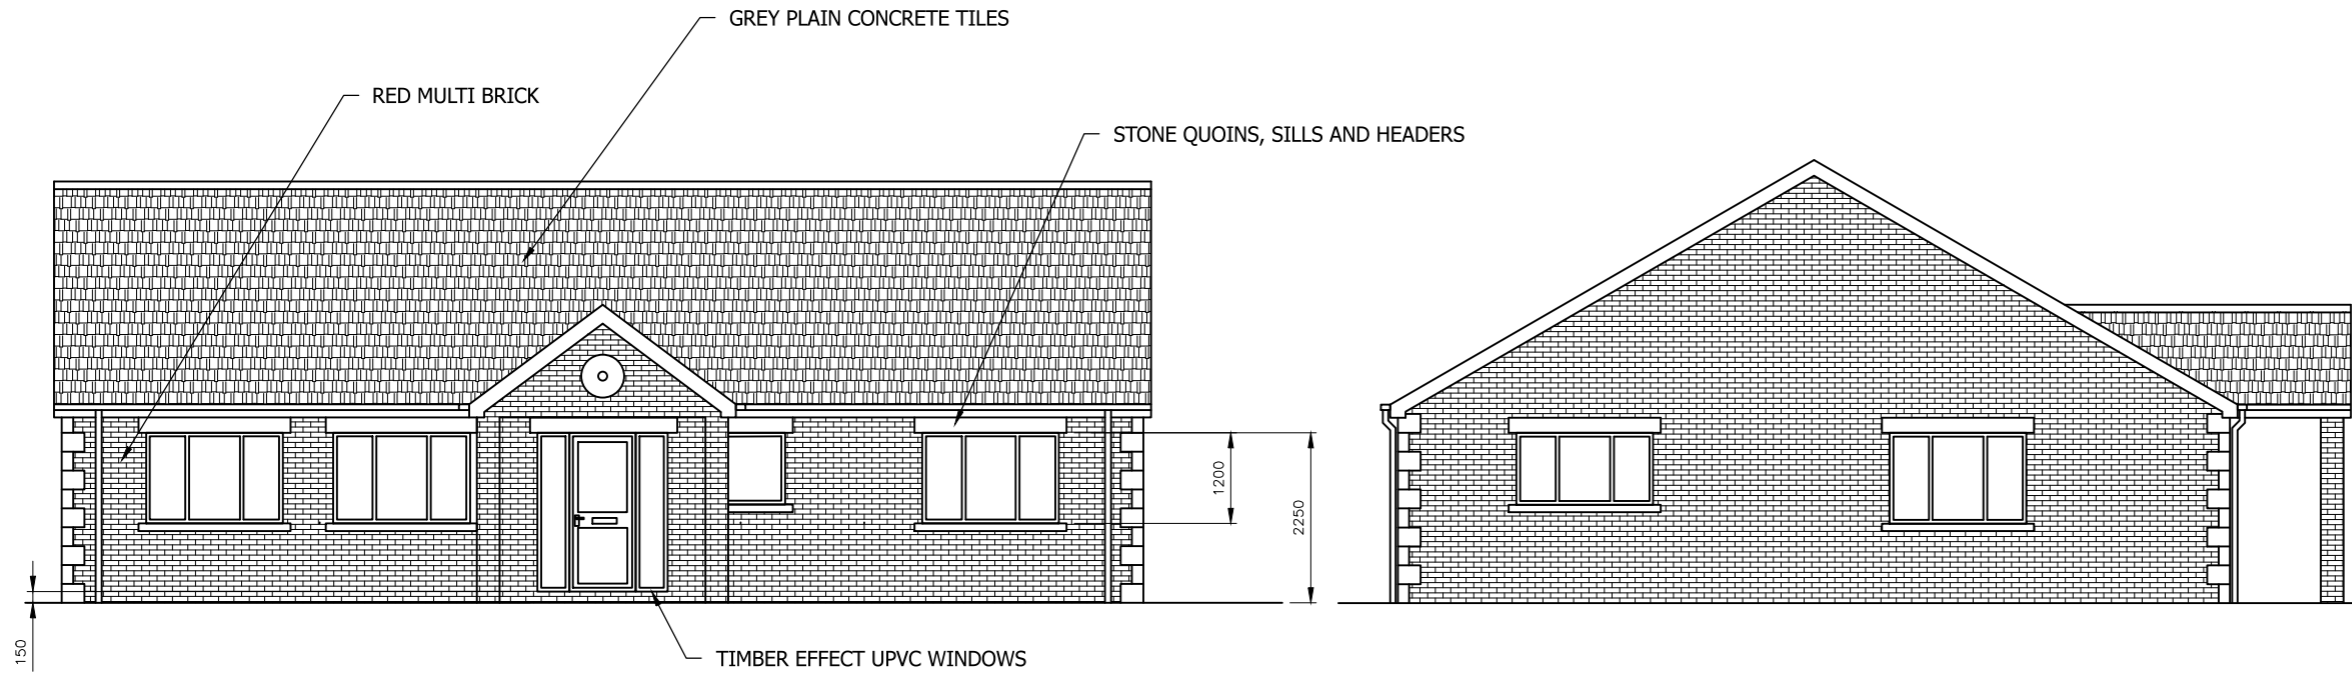 GREY PLAIN CONCRETE TILES
RED MULTI BRICK
STONE QUOINS, SILLS AND HEADERS
1200
2250
150
TIMBER EFFECT UPVC WINDOWS